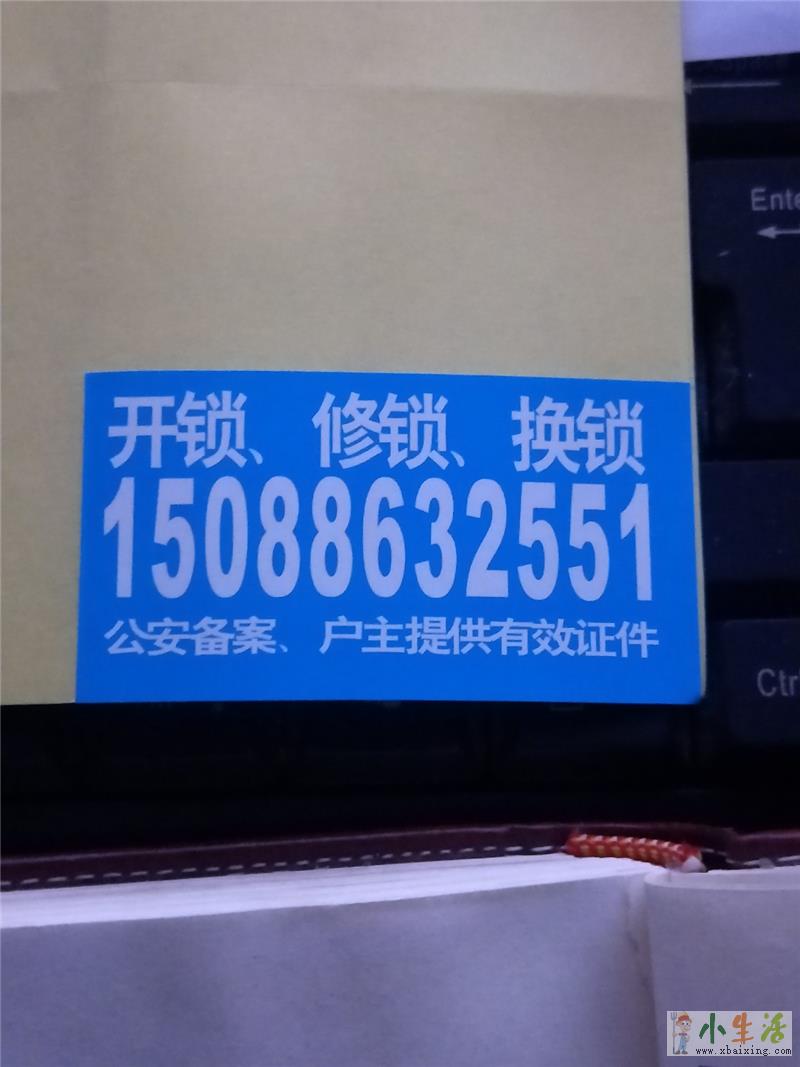 Ente
开锁、修锁、换锁
15088632551
公安备案、户主提供有效证件
Ctr
小生活
www.xbaixing.com